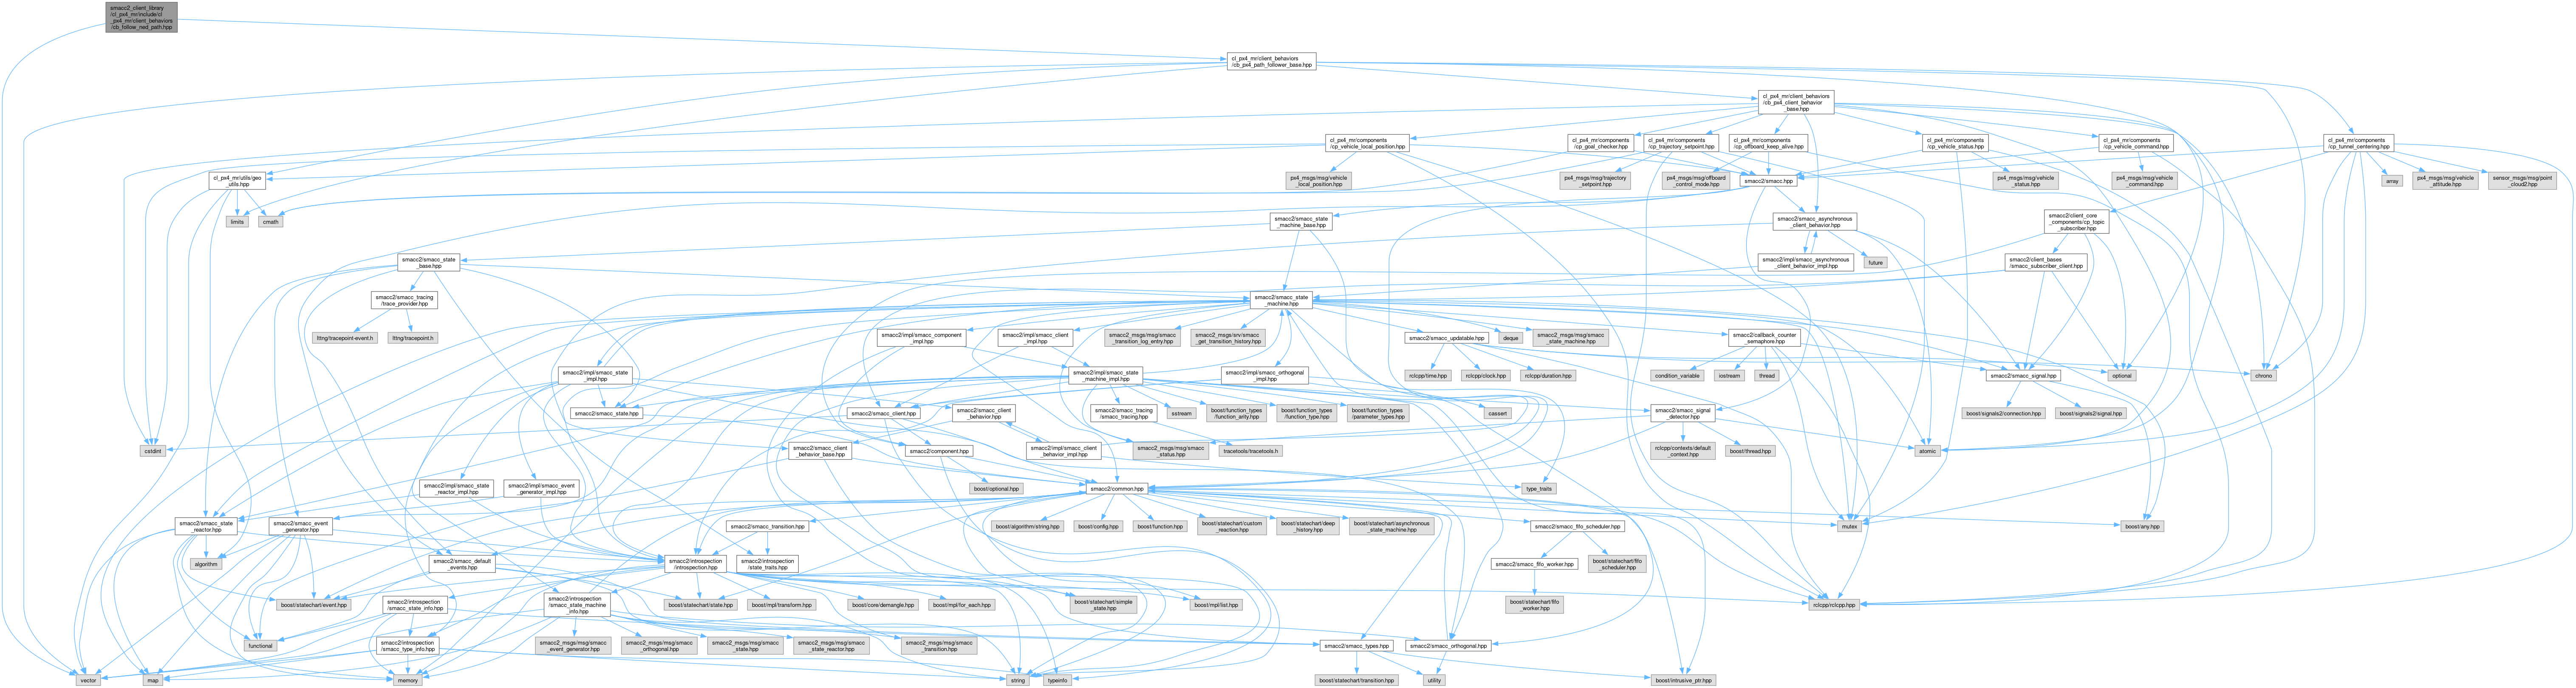 smacc2_client_library
/cl_px4_mr/include/cl
_px4_mr/client_behaviors
/cb_follow_ned_path.hpp
cl_px4_mr/client_behaviors
/cb_px4_path_follower_base.hpp
cl_px4_mr/client_behaviors
/cb_px4_client_behavior
_base.hpp
cl_px4_mr/components
/cp_vehicle_local_position.hpp
cl_px4_mr/components
/cp_goal_checker.hpp
cl_px4_mr/components
/cp_trajectory_setpoint.hpp
cl_px4_mr/components
/cp_offboard_keep_alive.hpp
cl_px4_mr/components
/cp_vehicle_status.hpp
cl_px4_mr/components
/cp_vehicle_command.hpp
cl_px4_mr/components
/cp_tunnel_centering.hpp
cl_px4_mr/utils/geo
_utils.hpp
px4_msgs/msg/vehicle
_local_position.hpp
px4_msgs/msg/trajectory
_setpoint.hpp
px4_msgs/msg/offboard
_control_mode.hpp
smacc2/smacc.hpp
px4_msgs/msg/vehicle
_status.hpp
px4_msgs/msg/vehicle
_command.hpp
array
px4_msgs/msg/vehicle
_attitude.hpp
sensor_msgs/msg/point
_cloud2.hpp
limits
cmath
smacc2/smacc_state
_machine_base.hpp
smacc2/smacc_asynchronous
_client_behavior.hpp
smacc2/client_core
_components/cp_topic
_subscriber.hpp
smacc2/smacc_state
_base.hpp
smacc2/impl/smacc_asynchronous
_client_behavior_impl.hpp
future
smacc2/client_bases
/smacc_subscriber_client.hpp
smacc2/smacc_tracing
/trace_provider.hpp
smacc2/smacc_state
_machine.hpp
lttng/tracepoint-event.h
lttng/tracepoint.h
smacc2/impl/smacc_component
_impl.hpp
smacc2/impl/smacc_client
_impl.hpp
smacc2_msgs/msg/smacc
_transition_log_entry.hpp
smacc2_msgs/srv/smacc
_get_transition_history.hpp
smacc2/smacc_updatable.hpp
deque
smacc2_msgs/msg/smacc
_state_machine.hpp
smacc2/callback_counter
_semaphore.hpp
smacc2/impl/smacc_state
_impl.hpp
smacc2/impl/smacc_state
_machine_impl.hpp
smacc2/impl/smacc_orthogonal
_impl.hpp
rclcpp/time.hpp
rclcpp/clock.hpp
rclcpp/duration.hpp
condition_variable
iostream
thread
smacc2/smacc_signal.hpp
optional
chrono
smacc2/smacc_state.hpp
smacc2/smacc_client.hpp
smacc2/smacc_client
_behavior.hpp
smacc2/smacc_tracing
/smacc_tracing.hpp
sstream
boost/function_types
/function_arity.hpp
boost/function_types
/function_type.hpp
boost/function_types
/parameter_types.hpp
cassert
smacc2/smacc_signal
_detector.hpp
boost/signals2/connection.hpp
boost/signals2/signal.hpp
cstdint
smacc2/smacc_client
_behavior_base.hpp
smacc2/component.hpp
smacc2/impl/smacc_client
_behavior_impl.hpp
smacc2_msgs/msg/smacc
_status.hpp
tracetools/tracetools.h
rclcpp/contexts/default
_context.hpp
boost/thread.hpp
atomic
smacc2/impl/smacc_state
_reactor_impl.hpp
smacc2/impl/smacc_event
_generator_impl.hpp
boost/optional.hpp
smacc2/common.hpp
type_traits
smacc2/smacc_state
_reactor.hpp
smacc2/smacc_event
_generator.hpp
smacc2/smacc_transition.hpp
boost/algorithm/string.hpp
boost/config.hpp
boost/function.hpp
boost/statechart/custom
_reaction.hpp
boost/statechart/deep
_history.hpp
boost/statechart/asynchronous
_state_machine.hpp
smacc2/smacc_fifo_scheduler.hpp
mutex
boost/any.hpp
algorithm
smacc2/smacc_default
_events.hpp
smacc2/introspection
/introspection.hpp
smacc2/introspection
/state_traits.hpp
smacc2/smacc_fifo_worker.hpp
boost/statechart/fifo
_scheduler.hpp
boost/statechart/event.hpp
smacc2/introspection
/smacc_state_info.hpp
smacc2/introspection
/smacc_state_machine
_info.hpp
boost/statechart/state.hpp
boost/mpl/transform.hpp
boost/core/demangle.hpp
boost/mpl/for_each.hpp
boost/statechart/simple
_state.hpp
boost/mpl/list.hpp
boost/statechart/fifo
_worker.hpp
rclcpp/rclcpp.hpp
functional
smacc2/introspection
/smacc_type_info.hpp
smacc2_msgs/msg/smacc
_event_generator.hpp
smacc2_msgs/msg/smacc
_orthogonal.hpp
smacc2_msgs/msg/smacc
_state.hpp
smacc2_msgs/msg/smacc
_state_reactor.hpp
smacc2_msgs/msg/smacc
_transition.hpp
smacc2/smacc_types.hpp
smacc2/smacc_orthogonal.hpp
vector
map
memory
string
typeinfo
boost/statechart/transition.hpp
utility
boost/intrusive_ptr.hpp